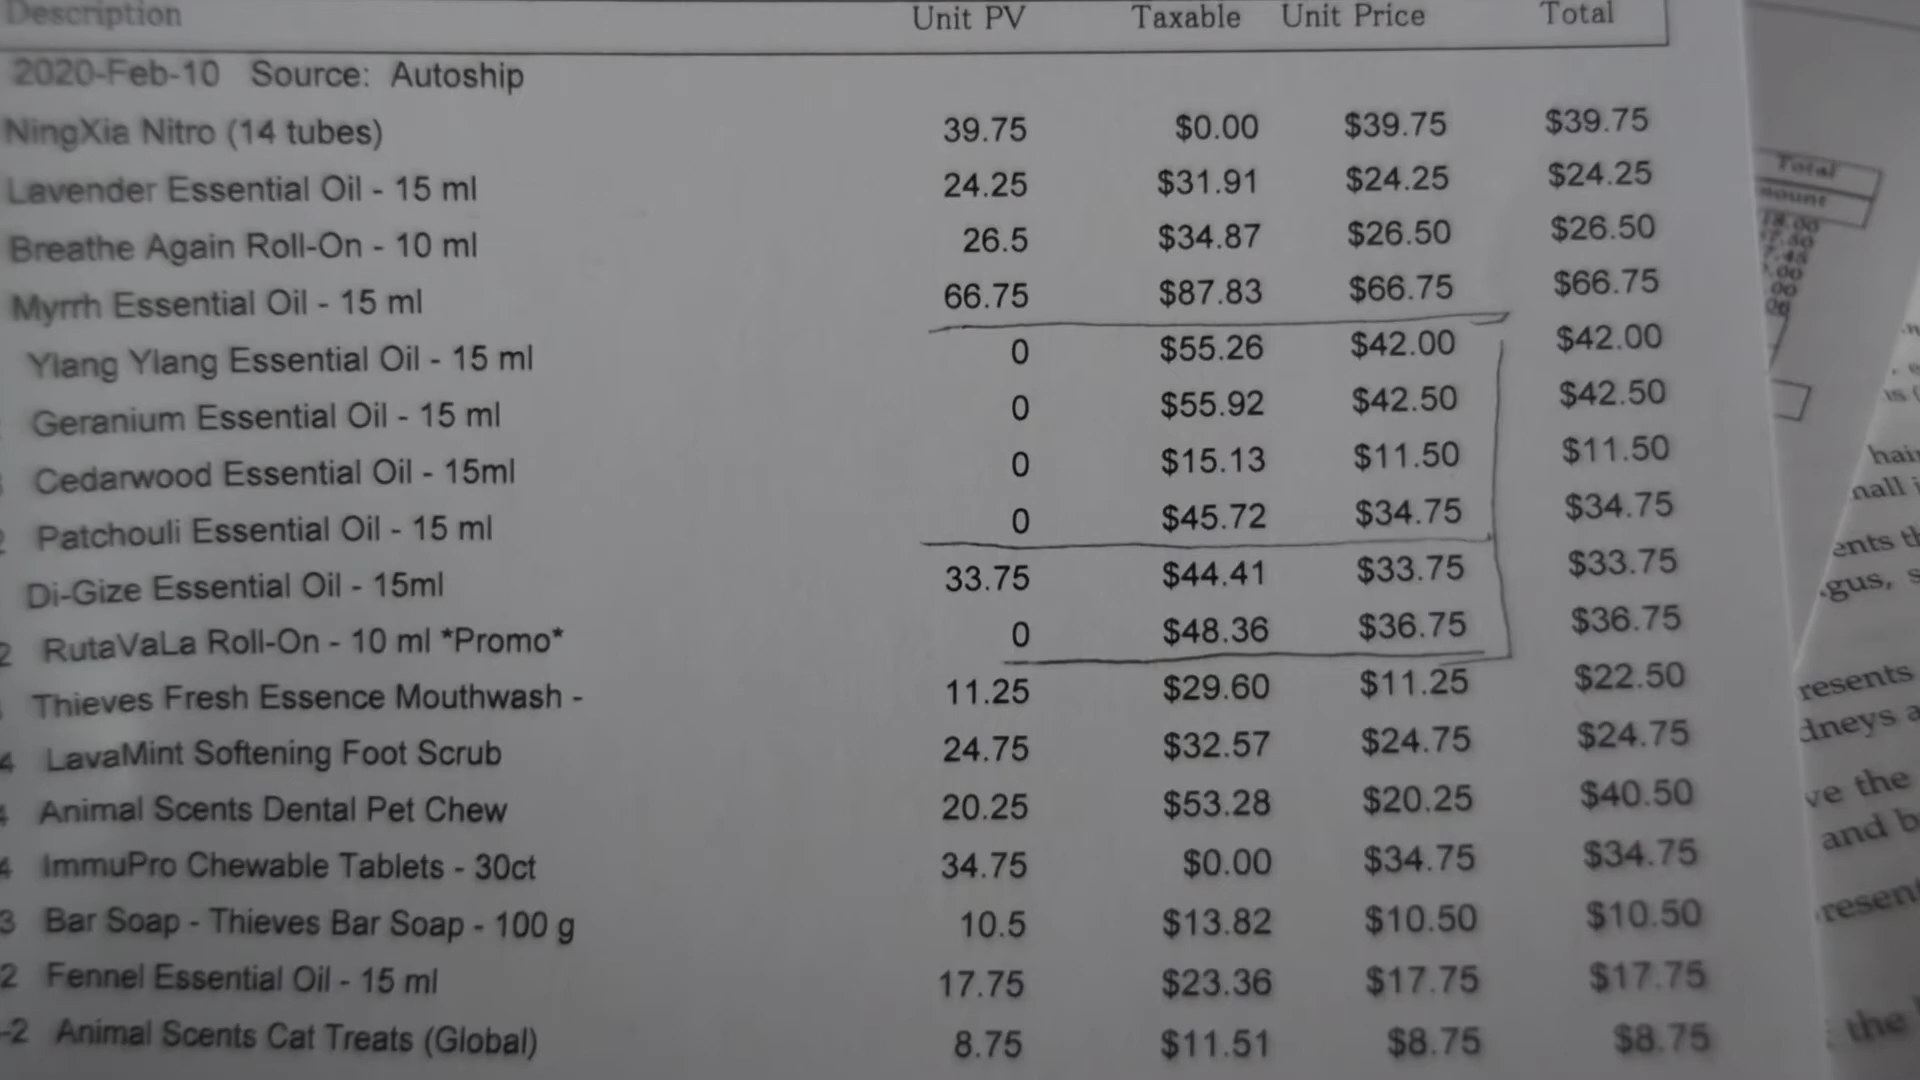 Description Unit PV Taxable Unit Price Total
2020-Feb-10 Source: Autoship
NingXia Nitro (14 tubes) 39.75 $0.00 $39.75 $39.75
Lavender Essential Oil - 15 ml 24.25 $31.91 $24.25 $24.25
Breathe Again Roll-On - 10 ml 26.5 $34.87 $26.50 $26.50
Myrrh Essential Oil - 15 ml 66.75 $87.83 $66.75 $66.75
Ylang Ylang Essential Oil - 15 ml 0 $55.26 $42.00 $42.00
Geranium Essential Oil - 15 ml 0 $55.92 $42.50 $42.50
Cedarwood Essential Oil - 15ml 0 $15.13 $11.50 $11.50
Patchouli Essential Oil - 15 ml 0 $45.72 $34.75 $34.75
Di-Gize Essential Oil - 15ml 33.75 $44.41 $33.75 $33.75
2 RutaVaLa Roll-On - 10 ml *Promo* 0 $48.36 $36.75 $36.75
Thieves Fresh Essence Mouthwash - 11.25 $29.60 $11.25 $22.50
4 LavaMint Softening Foot Scrub 24.75 $32.57 $24.75 $24.75
4 Animal Scents Dental Pet Chew 20.25 $53.28 $20.25 $40.50
4 ImmuPro Chewable Tablets - 30ct 34.75 $0.00 $34.75 $34.75
3 Bar Soap - Thieves Bar Soap - 100 g 10.5 $13.82 $10.50 $10.50
2 Fennel Essential Oil - 15 ml 17.75 $23.36 $17.75 $17.75
-2 Animal Scents Cat Treats (Global) 8.75 $11.51 $8.75 $8.75
Total
ve the
and b
the